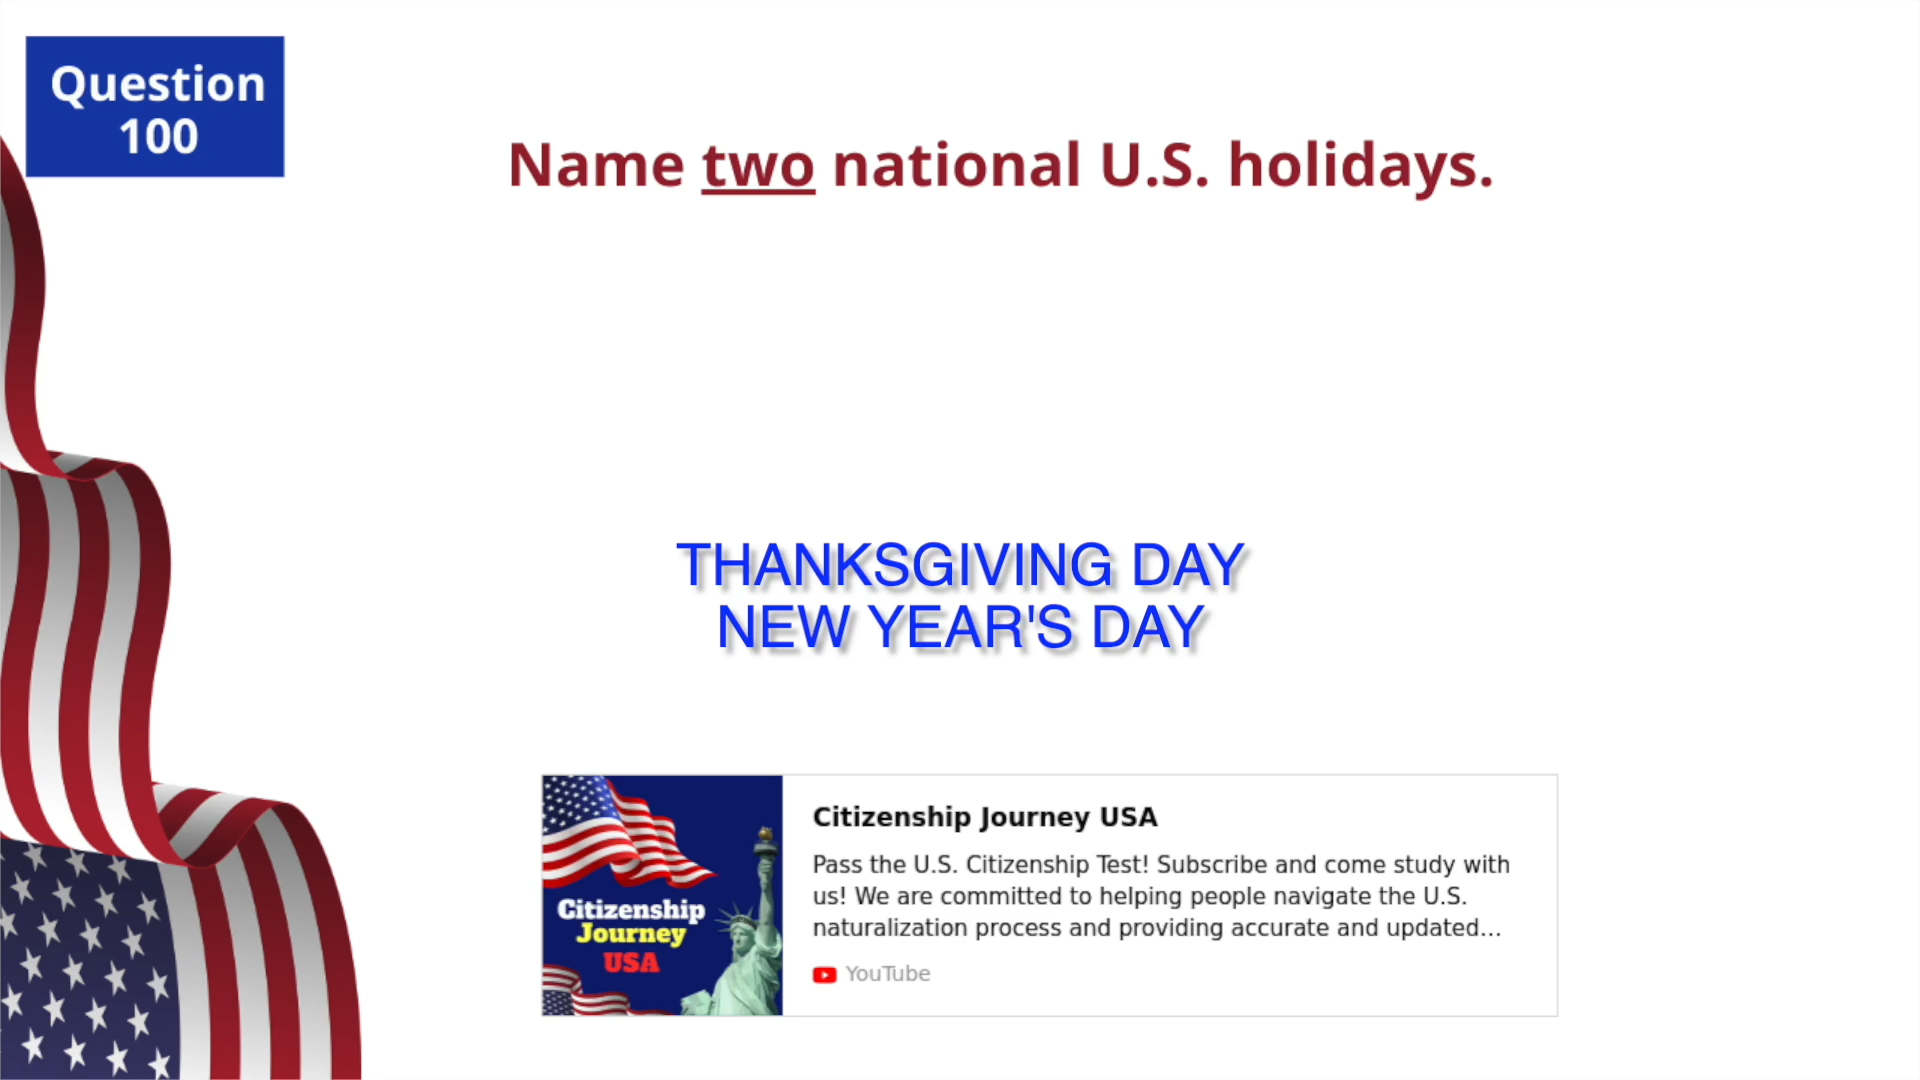 Question
100
Name two national U.S. holidays.
THANKSGIVING DAY
NEW YEAR'S DAY
Citizenship
Journey
USA
Citizenship Journey USA
Pass the U.S. Citizenship Test! Subscribe and come study with
us! We are committed to helping people navigate the U.S.
naturalization process and providing accurate and updated...
YouTube